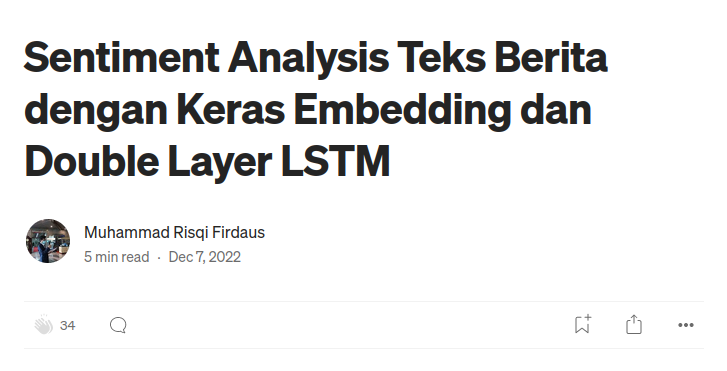 Sentiment Analysis Teks Berita
dengan Keras Embedding dan
Double Layer LSTM
Muhammad Risqi Firdaus
5 min read · Dec 7, 2022
34